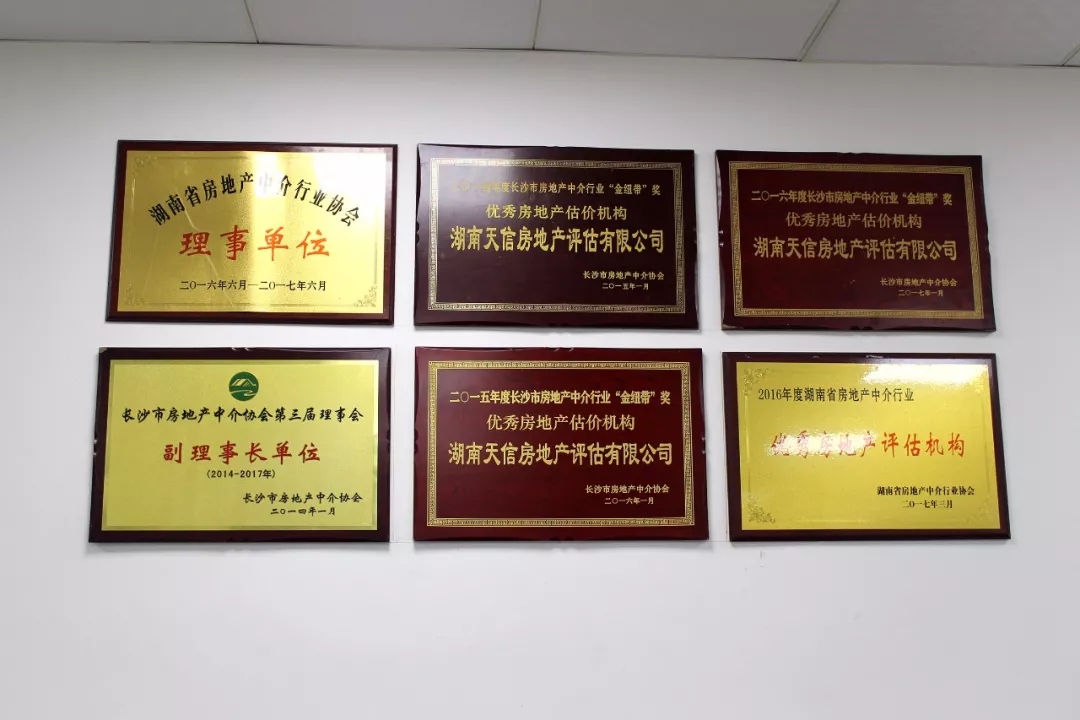 湖南省房地产中介行业协会
理事单位
二〇一六年六月—二〇一七年六月
年度长沙市房地产中介行业“金纽带”奖
优秀房地产估价机构
湖南天信房地产评估有限公司
长沙市房地产中介协会
二〇一五年一月
二〇一六年度长沙市房地产中介行业“金纽带”奖
优秀房地产估价机构
湖南天信房地产评估有限公司
长沙市房地产中介协会
二〇一七年一月
长沙市房地产中介协会第三届理事会
副理事长单位
(2014-2017年)
长沙市房地产中介协会
二〇一四年一月
二〇一五年度长沙市房地产中介行业“金纽带”奖
优秀房地产估价机构
湖南天信房地产评估有限公司
长沙市房地产中介协会
二〇一六年一月
2016年度湖南省房地产中介行业
优秀房地产评估机构
湖南省房地产中介行业协会
二〇一七年三月